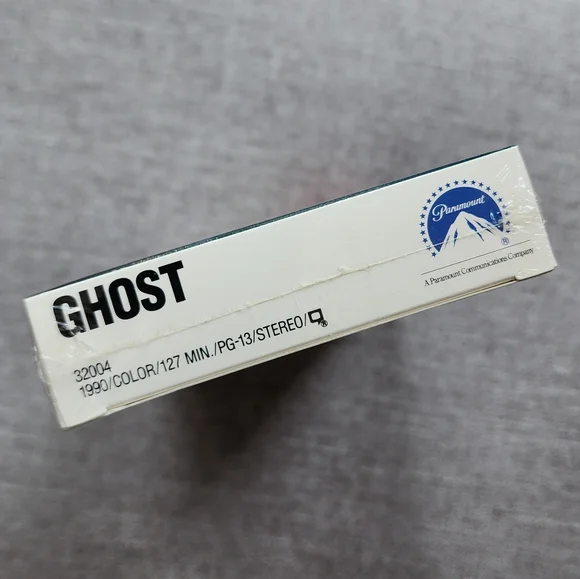 GHOST
32004
1990/COLOR/127 MIN./PG-13/STEREO/
®
Paramount
®
A Paramount Communications Company